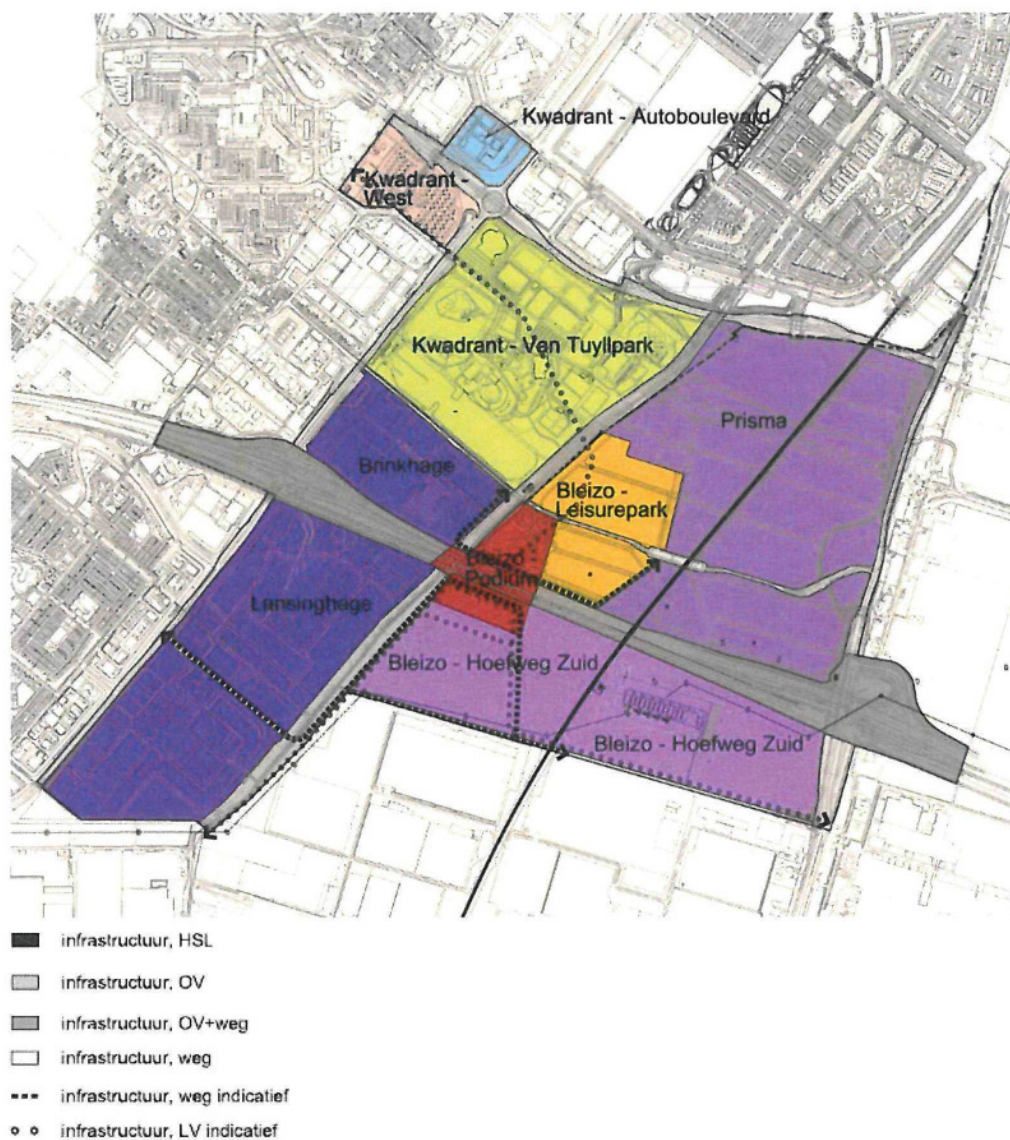 Kwadrant - Autoboulevard
Kwadrant -
West
Kwadrant - Van Tuyllpark
Prisma
Brinkhage
Bleizo -
Leisurepark
Bleizo
Podium
Lansinghage
Bleizo - Hoefweg Zuid
Bleizo - Hoefweg Zuid
infrastructuur, HSL
infrastructuur, OV
infrastructuur, OV+weg
infrastructuur, weg
infrastructuur, weg indicatief
infrastructuur, LV indicatief